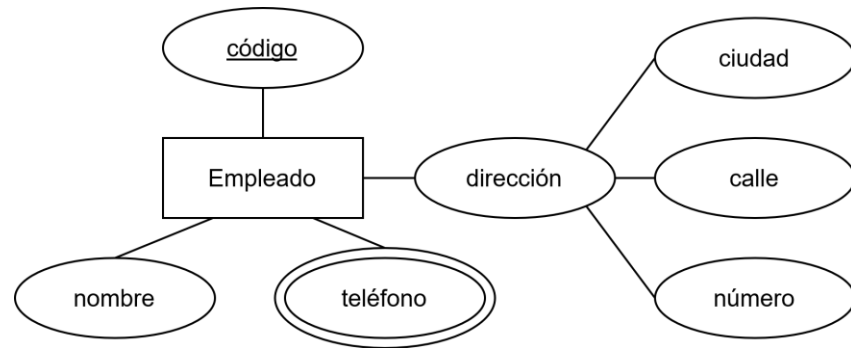 código
ciudad
Empleado
dirección
calle
nombre
teléfono
número